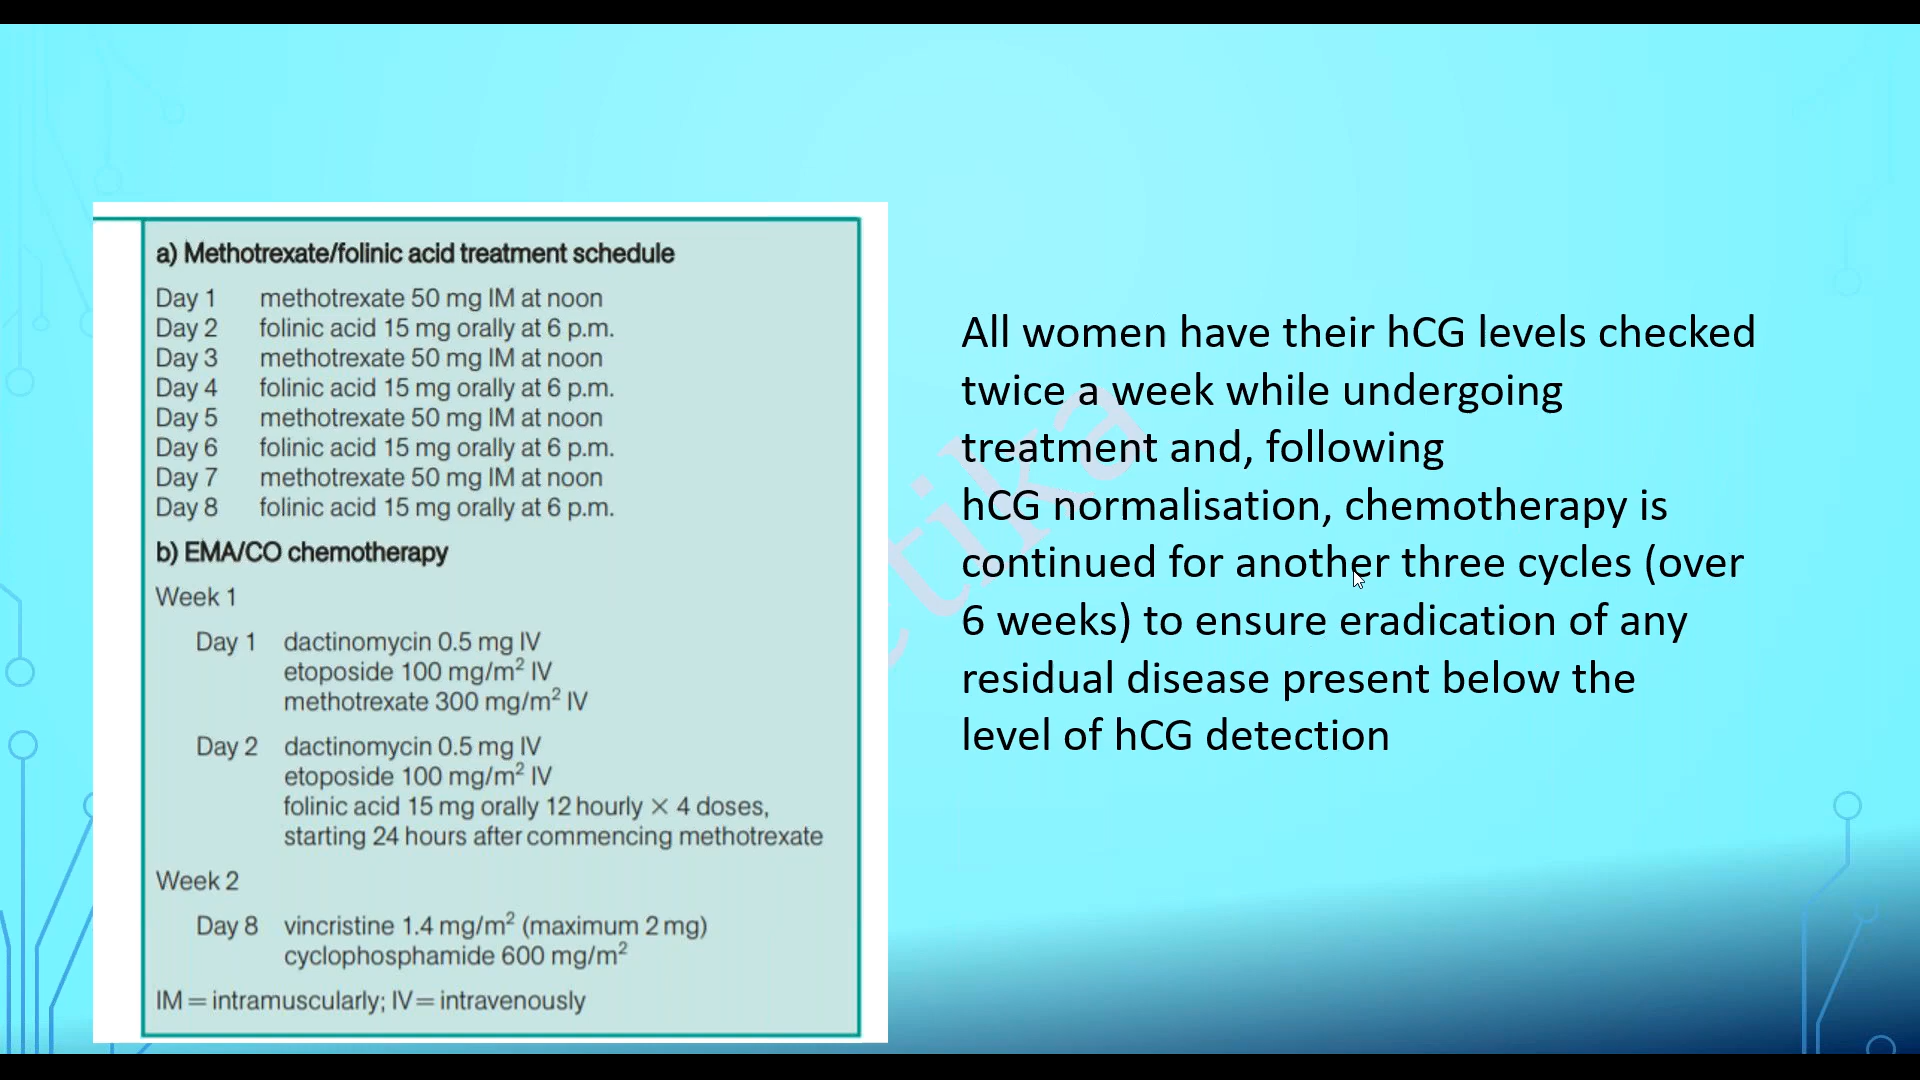 a) Methotrexate/folinic acid treatment schedule
Day 1 methotrexate 50 mg IM at noon
Day 2 folinic acid 15 mg orally at 6 p.m.
Day 3 methotrexate 50 mg IM at noon
Day 4 folinic acid 15 mg orally at 6 p.m.
Day 5 methotrexate 50 mg IM at noon
Day 6 folinic acid 15 mg orally at 6 p.m.
Day 7 methotrexate 50 mg IM at noon
Day 8 folinic acid 15 mg orally at 6 p.m.
b) EMA/CO chemotherapy
Week 1
Day 1 dactinomycin 0.5 mg IV
etoposide 100 mg/m² IV
methotrexate 300 mg/m² IV
Day 2 dactinomycin 0.5 mg IV
etoposide 100 mg/m² IV
folinic acid 15 mg orally 12 hourly × 4 doses,
starting 24 hours after commencing methotrexate
Week 2
Day 8 vincristine 1.4 mg/m² (maximum 2 mg)
cyclophosphamide 600 mg/m²
IM = intramuscularly; IV = intravenously
All women have their hCG levels checked
twice a week while undergoing
treatment and, following
hCG normalisation, chemotherapy is
continued for another three cycles (over
6 weeks) to ensure eradication of any
residual disease present below the
level of hCG detection